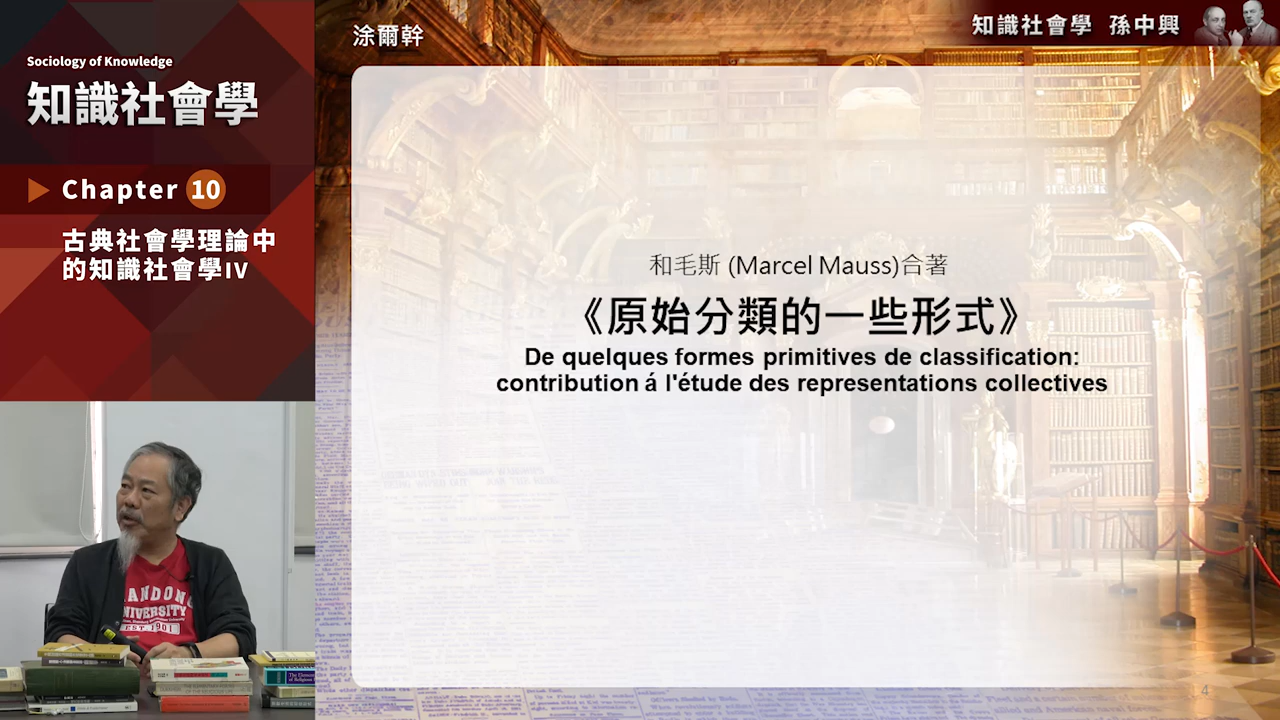 Sociology of Knowledge
知識社會學
Chapter 10
古典社會學理論中
的知識社會學IV
涂爾幹
知識社會學 孫中興
和毛斯 (Marcel Mauss)合著
《原始分類的一些形式》
De quelques formes primitives de classification:
contribution á l'étude des representations collectives
UNIVERSITY
EST 1901
4